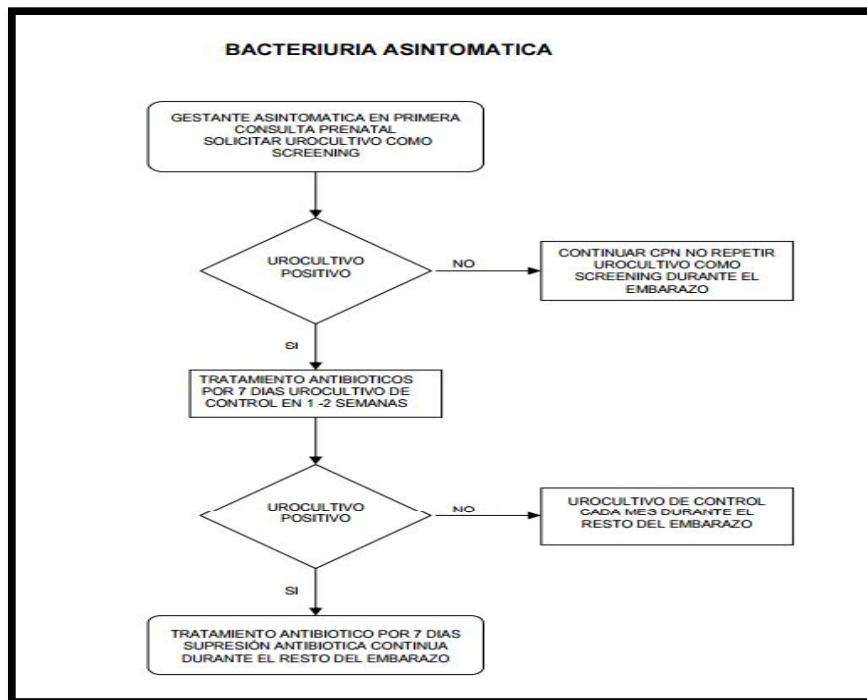 BACTERIURIA ASINTOMATICA
GESTANTE ASINTOMATICA EN PRIMERA
CONSULTA PRENATAL
SOLICITAR UROCULTIVO COMO
SCREENING
UROCULTIVO
POSITIVO
NO
CONTINUAR CPN NO REPETIR
UROCULTIVO COMO
SCREENING DURANTE EL
EMBARAZO
SI
TRATAMIENTO ANTIBIOTICOS
POR 7 DIAS UROCULTIVO DE
CONTROL EN 1 -2 SEMANAS
UROCULTIVO
POSITIVO
NO
UROCULTIVO DE CONTROL
CADA MES DURANTE EL
RESTO DEL EMBARAZO
SI
TRATAMIENTO ANTIBIOTICO POR 7 DIAS
SUPRESIÓN ANTIBIOTICA CONTINUA
DURANTE EL RESTO DEL EMBARAZO